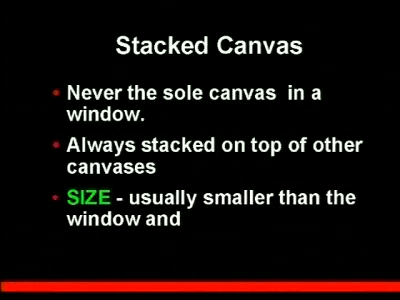 Stacked Canvas
• Never the sole canvas in a
window.
• Always stacked on top of other
canvases
• SIZE - usually smaller than the
window and